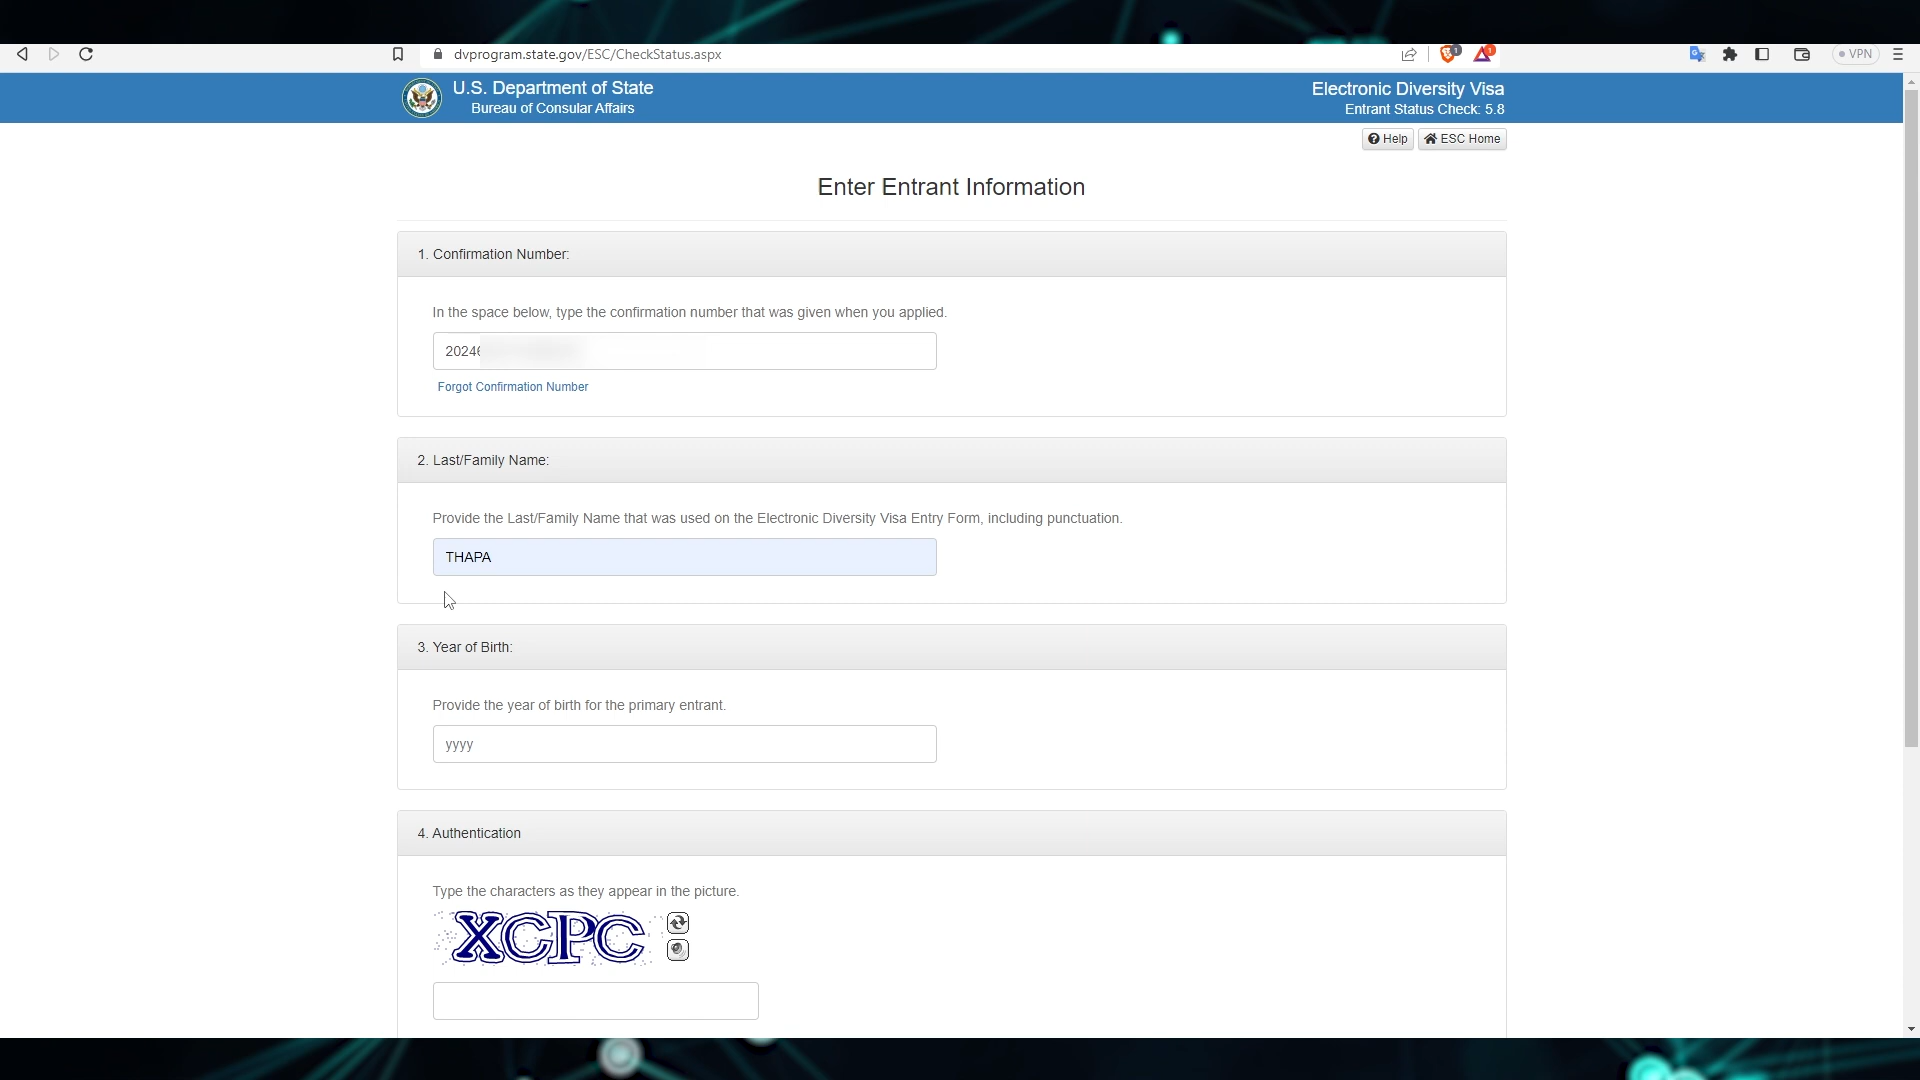 dvprogram.state.gov/ESC/CheckStatus.aspx
1
1
VPN
U.S. Department of State
Bureau of Consular Affairs
Electronic Diversity Visa
Entrant Status Check: 5.8
Help
ESC Home
Enter Entrant Information
1. Confirmation Number:
In the space below, type the confirmation number that was given when you applied.
2024
Forgot Confirmation Number
2. Last/Family Name:
Provide the Last/Family Name that was used on the Electronic Diversity Visa Entry Form, including punctuation.
THAPA
3. Year of Birth:
Provide the year of birth for the primary entrant.
yyyy
4. Authentication
Type the characters as they appear in the picture.
XCPC